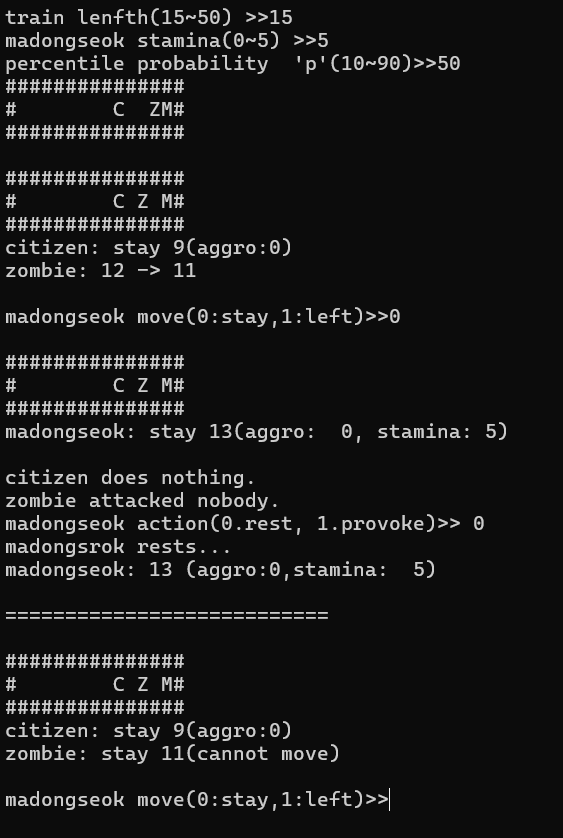 train lenfth(15~50) >>15
madongseok stamina(0~5) >>5
percentile probability  'p'(10~90)>>50
###############
#        C  ZM#
###############

###############
#        C Z M#
###############
citizen: stay 9(aggro:0)
zombie: 12 -> 11

madongseok move(0:stay,1:left)>>0

###############
#        C Z M#
###############
madongseok: stay 13(aggro:  0, stamina: 5)

citizen does nothing.
zombie attacked nobody.
madongseok action(0.rest, 1.provoke)>> 0
madongsrok rests...
madongseok: 13 (aggro:0,stamina:  5)

===========================

###############
#        C Z M#
###############
citizen: stay 9(aggro:0)
zombie: stay 11(cannot move)

madongseok move(0:stay,1:left)>>